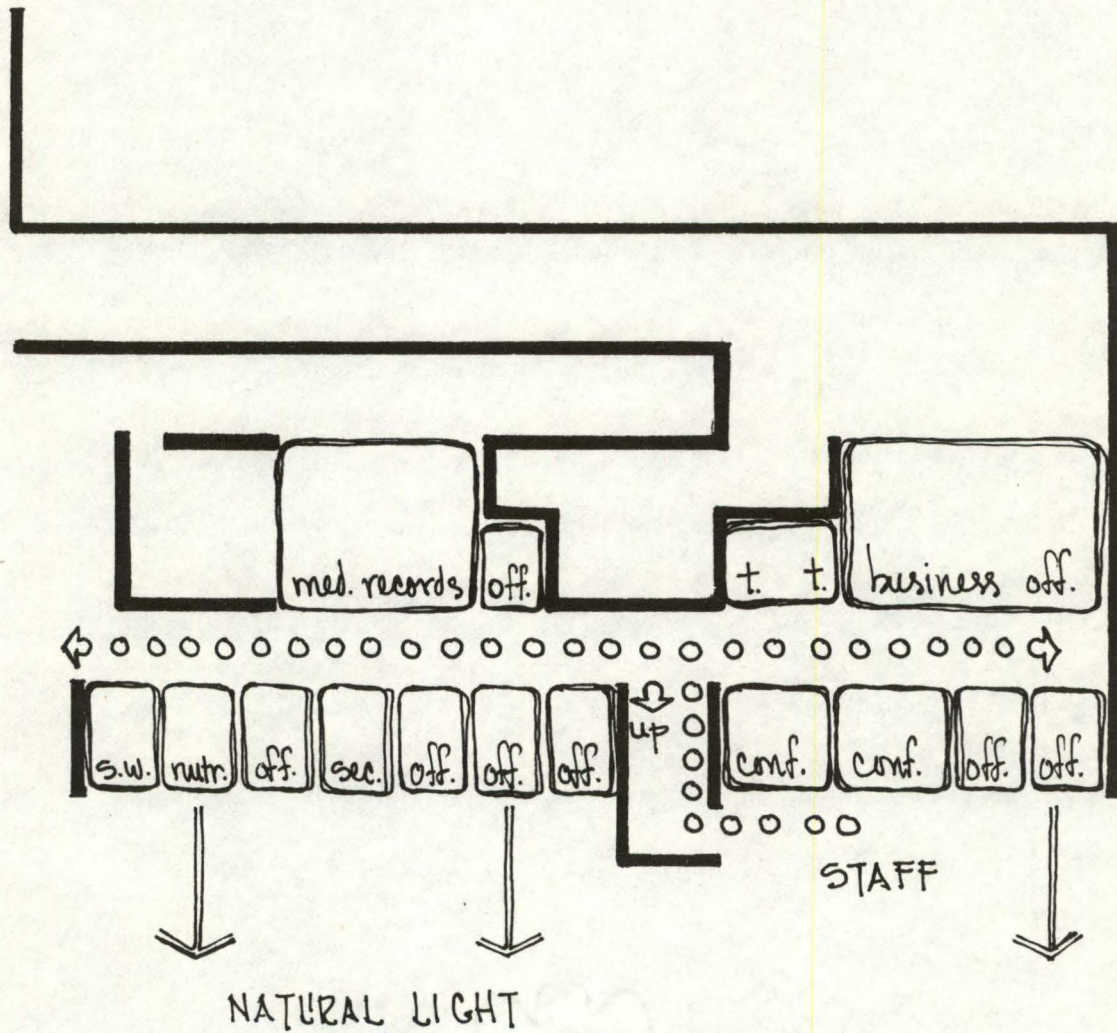 med. records off. t. t. business off.
up
s.w. nutr. off. sec. off. off. off. conf. conf. off. off.
STAFF
NATURAL LIGHT